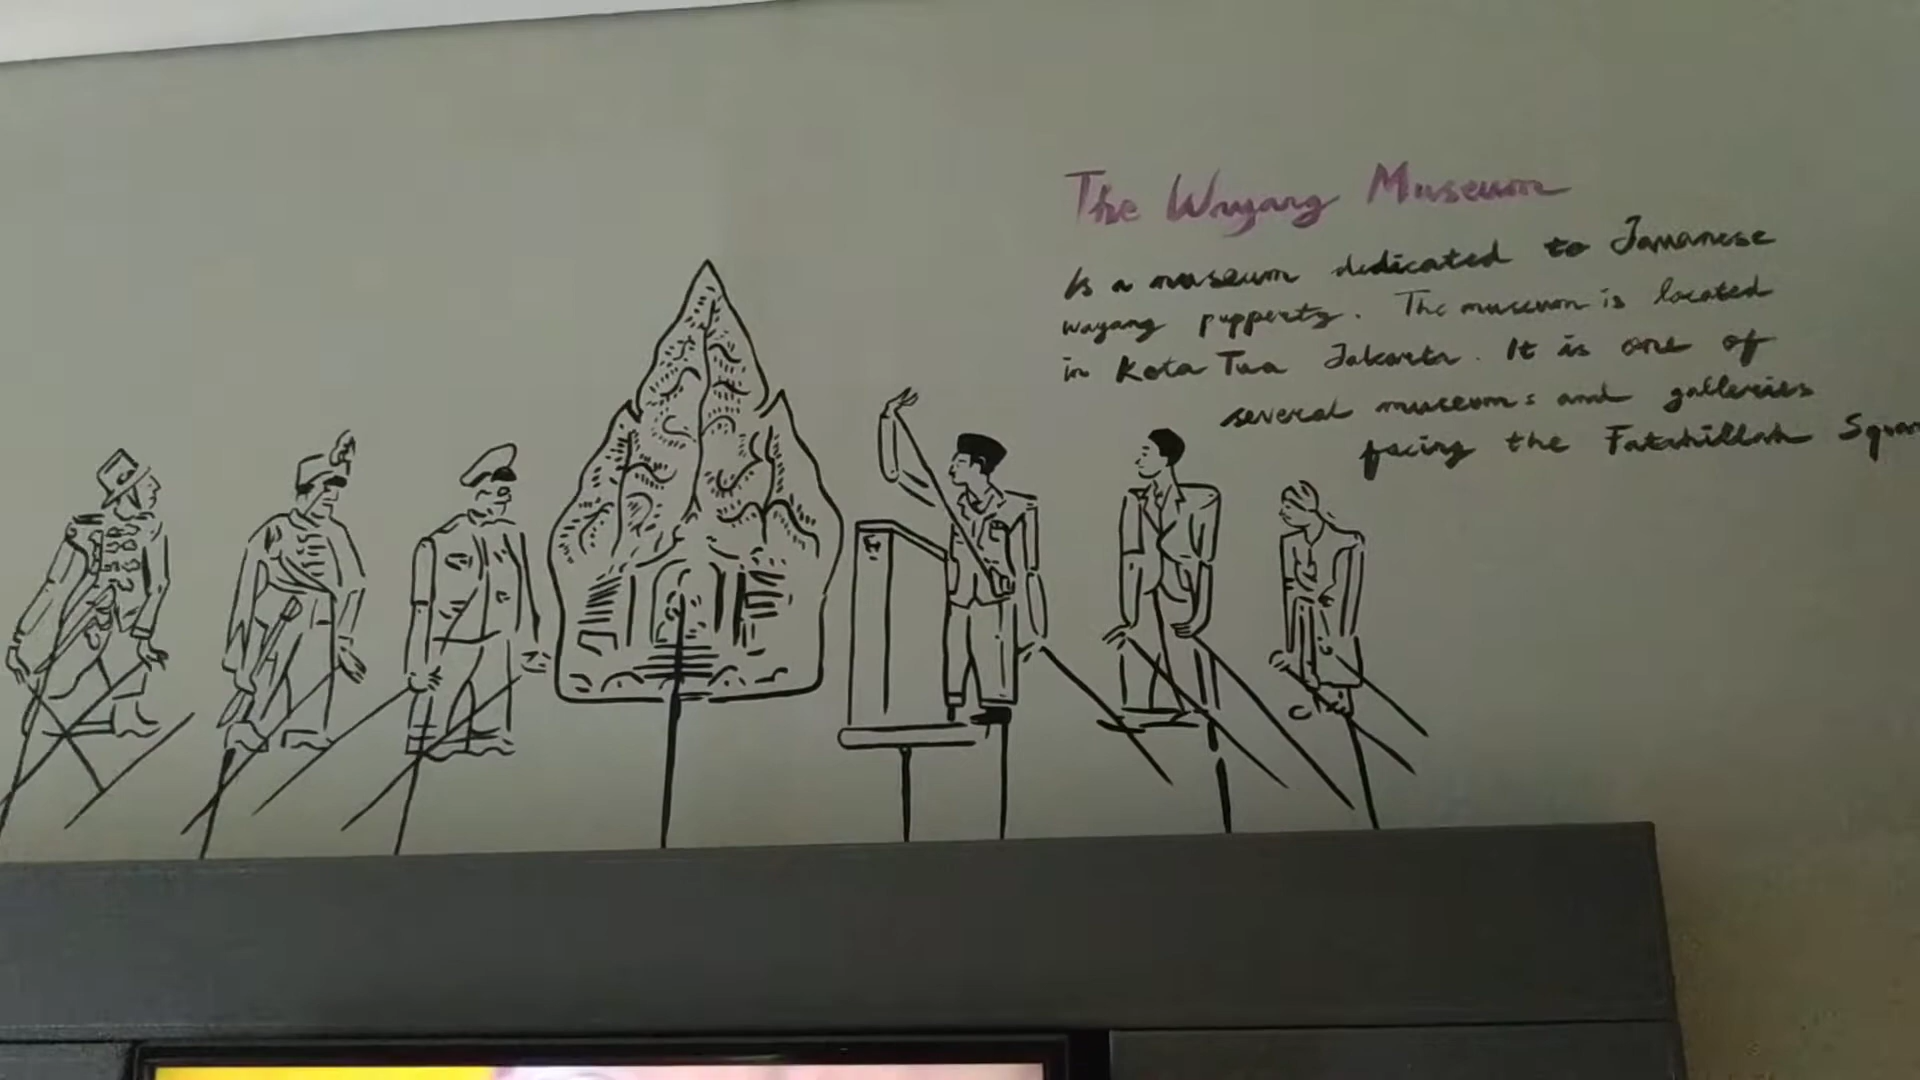 The Wayang Museum
Is a museum dedicated to Javanese
wayang pupperty. The museum is located
in Kota Tua Jakarta. It is one of
several museums and galleries
facing the Fatahillah